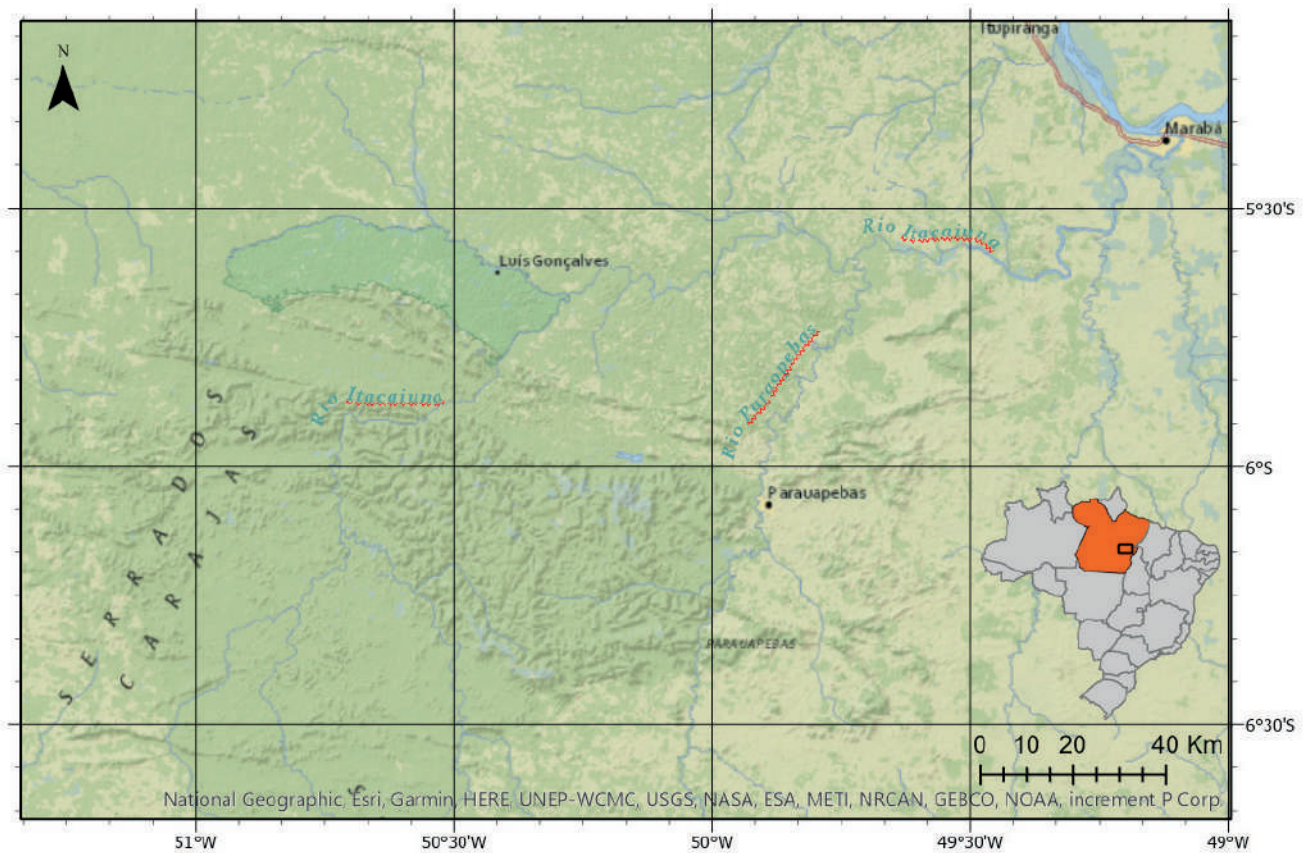 Itupiranga
N
Marabá
5°30'S
Rio Itacaiuna
Luís Gonçalves
Rio Paraopebas
Rio Itacaiuna
SERRA DOS
CARAJAS
6°S
Parauapebas
PARAUAPEBAS
6°30'S
0 10 20 40 Km
S
National Geographic, Esri, Garmin, HERE, UNEP-WCMC, USGS, NASA, ESA, METI, NRCAN, GEBCO, NOAA, increment P Corp.
51°W 50°30'W 50°W 49°30'W 49°W